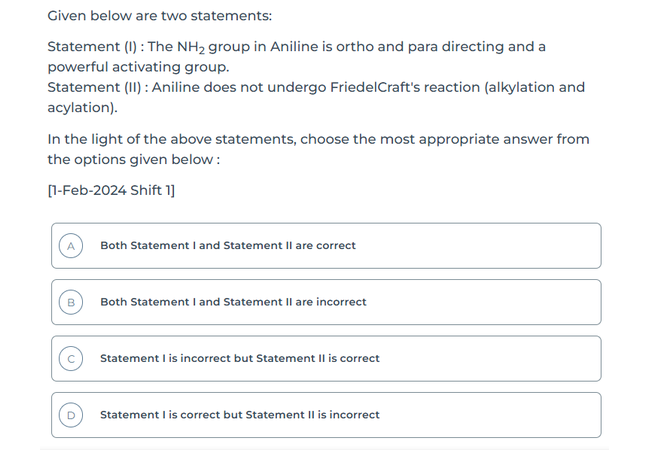 Given below are two statements:
Statement (I) : The NH₂ group in Aniline is ortho and para directing and a
powerful activating group.
Statement (II) : Aniline does not undergo FriedelCraft's reaction (alkylation and
acylation).
In the light of the above statements, choose the most appropriate answer from
the options given below :
[1-Feb-2024 Shift 1]
A Both Statement I and Statement II are correct
B Both Statement I and Statement II are incorrect
C Statement I is incorrect but Statement II is correct
D Statement I is correct but Statement II is incorrect